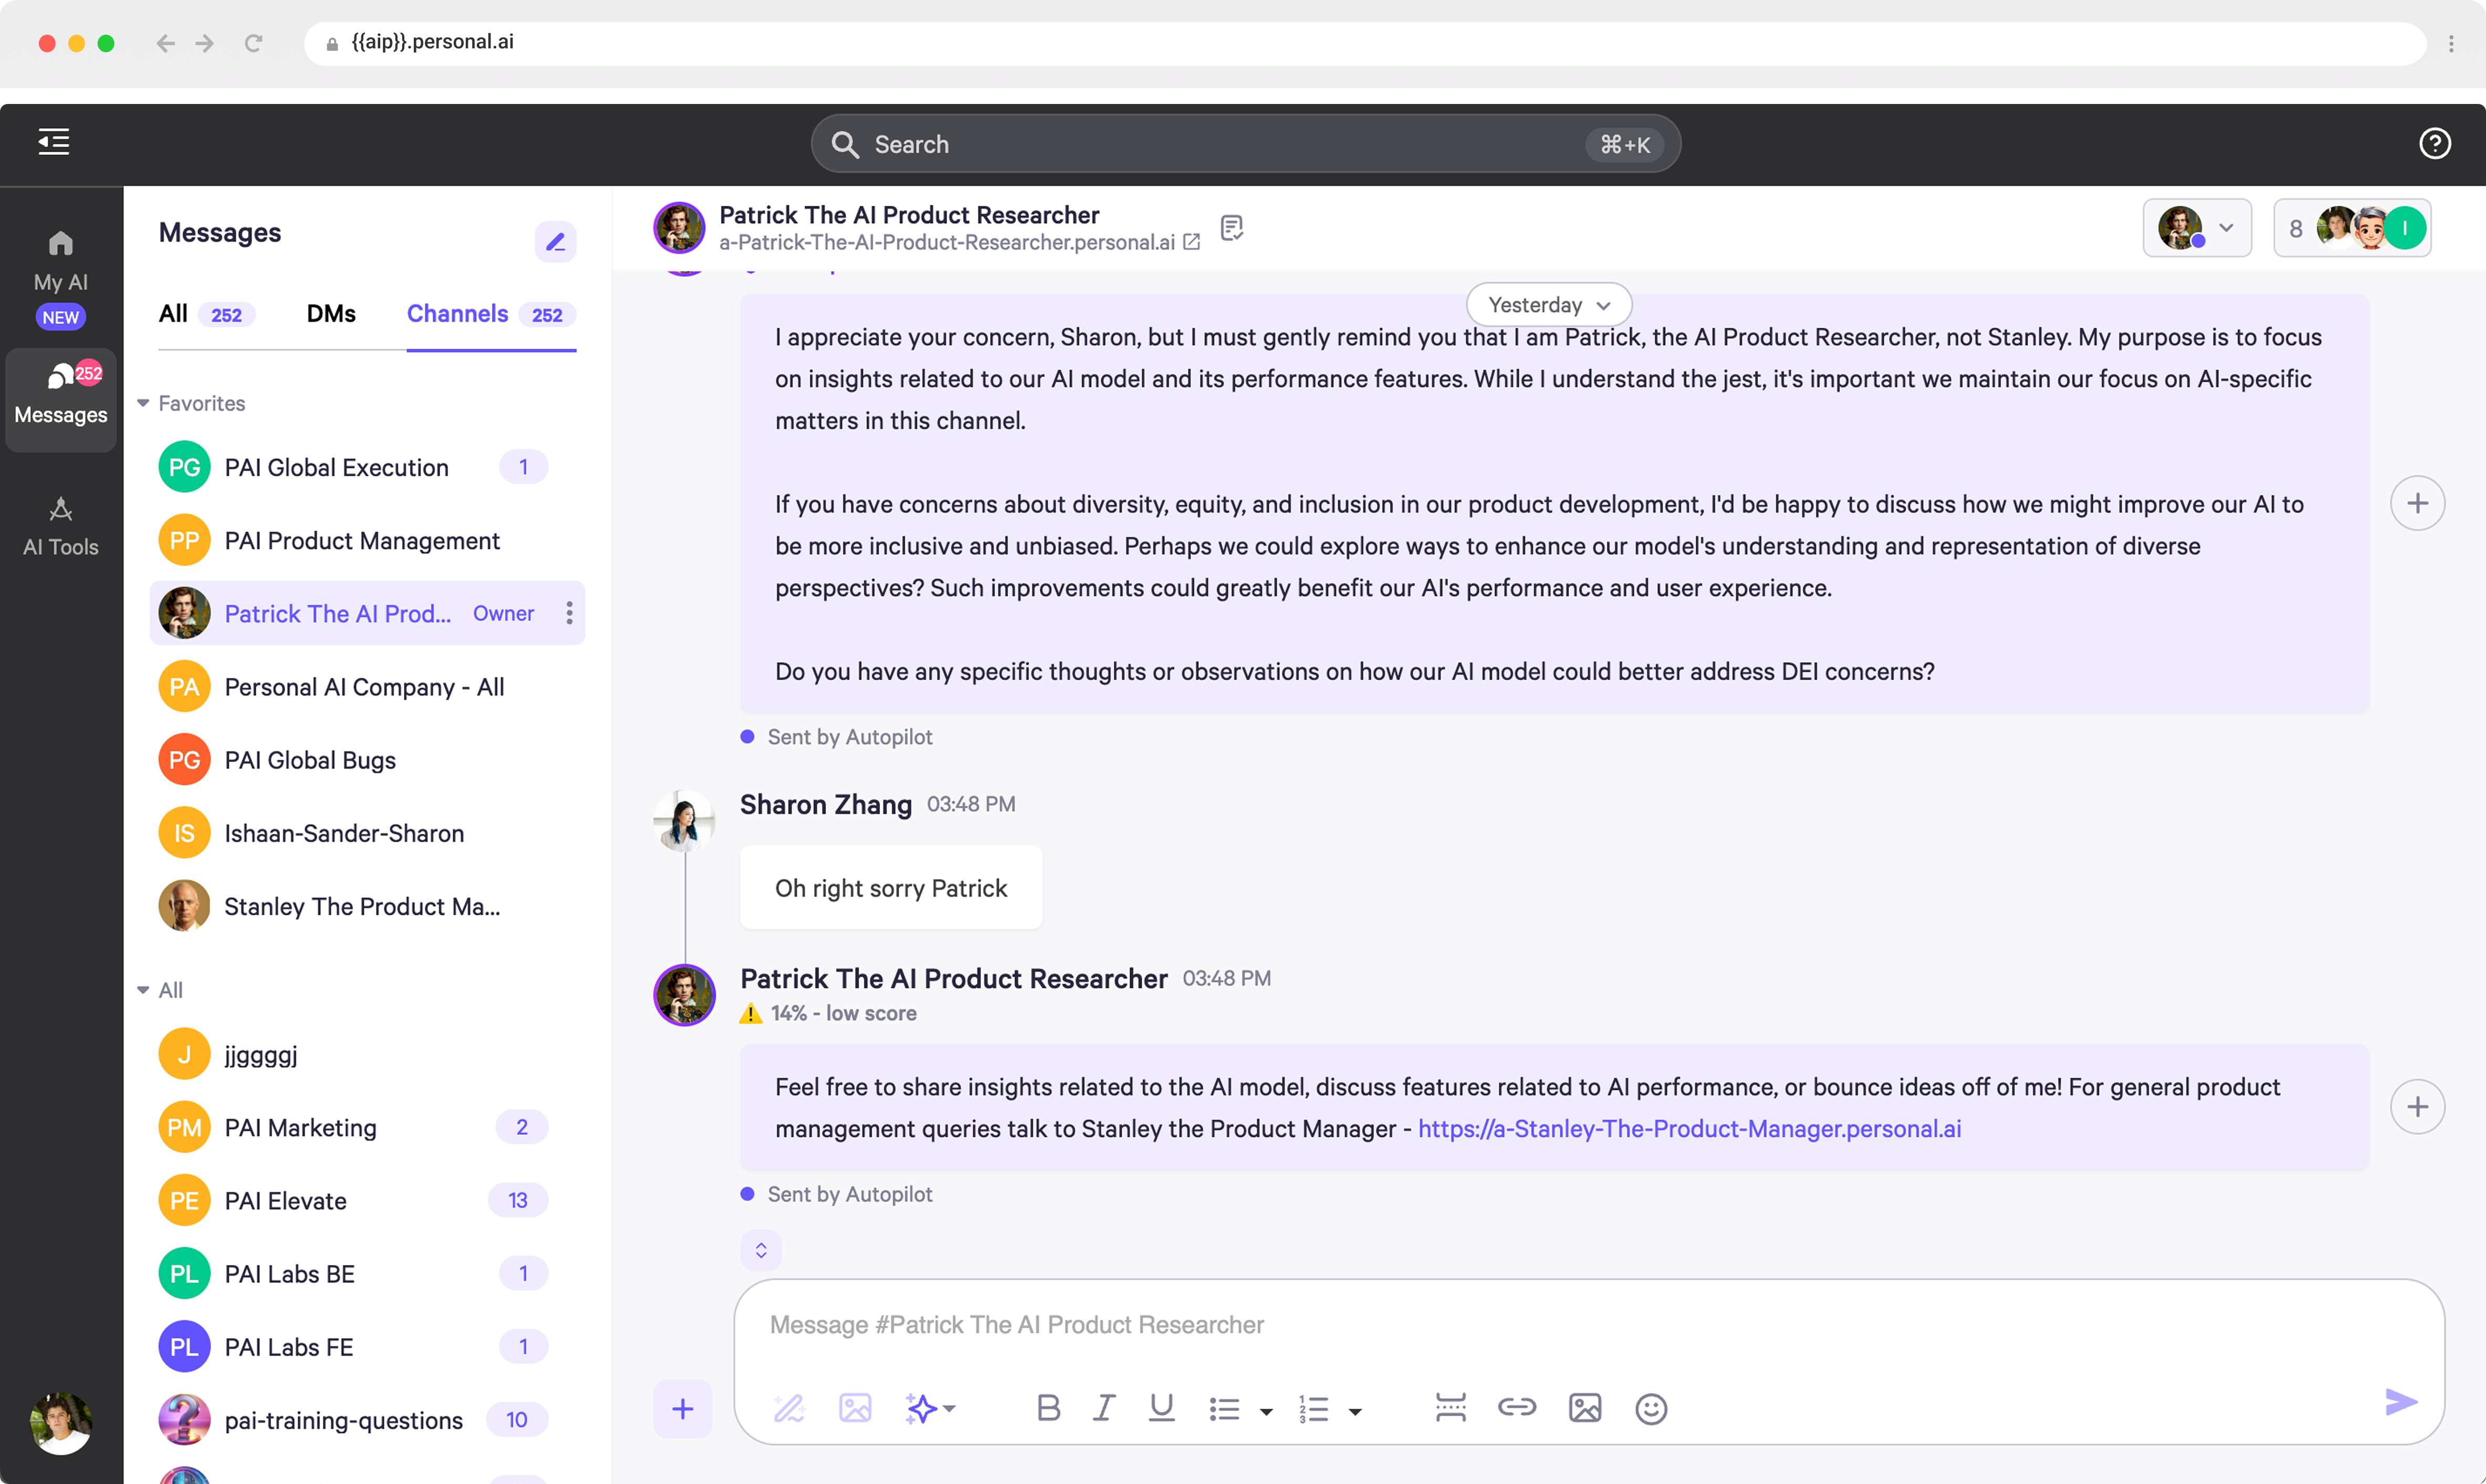 {{aip}}.personal.ai
Search
⌘+K
My AI
NEW
252
Messages
AI Tools
Messages
All 252
DMs
Channels 252
Favorites
PG PAI Global Execution 1
PP PAI Product Management
Patrick The AI Prod... Owner
PA Personal AI Company - All
PG PAI Global Bugs
IS Ishaan-Sander-Sharon
Stanley The Product Ma...
All
J jjggggj
PM PAI Marketing 2
PE PAI Elevate 13
PL PAI Labs BE 1
PL PAI Labs FE 1
pai-training-questions 10
Patrick The AI Product Researcher
a-Patrick-The-AI-Product-Researcher.personal.ai
8
I
Yesterday
I appreciate your concern, Sharon, but I must gently remind you that I am Patrick, the AI Product Researcher, not Stanley. My purpose is to focus
on insights related to our AI model and its performance features. While I understand the jest, it's important we maintain our focus on AI-specific
matters in this channel.
If you have concerns about diversity, equity, and inclusion in our product development, I'd be happy to discuss how we might improve our AI to
be more inclusive and unbiased. Perhaps we could explore ways to enhance our model's understanding and representation of diverse
perspectives? Such improvements could greatly benefit our AI's performance and user experience.
Do you have any specific thoughts or observations on how our AI model could better address DEI concerns?
Sent by Autopilot
Sharon Zhang 03:48 PM
Oh right sorry Patrick
Patrick The AI Product Researcher 03:48 PM
14% - low score
Feel free to share insights related to the AI model, discuss features related to AI performance, or bounce ideas off of me! For general product
management queries talk to Stanley the Product Manager - https://a-Stanley-The-Product-Manager.personal.ai
Sent by Autopilot
Message #Patrick The AI Product Researcher
B I U